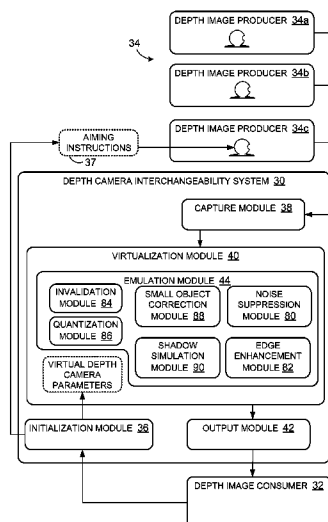 DEPTH IMAGE PRODUCER 34a
34
DEPTH IMAGE PRODUCER 34b
DEPTH IMAGE PRODUCER 34c
AIMING
INSTRUCTIONS
37
DEPTH CAMERA INTERCHANGEABILITY SYSTEM 30
CAPTURE MODULE 38
VIRTUALIZATION MODULE 40
EMULATION MODULE 44
INVALIDATION
MODULE 84
SMALL OBJECT
CORRECTION
MODULE 88
NOISE
SUPPRESSION
MODULE 80
QUANTIZATION
MODULE 86
SHADOW
SIMULATION
MODULE 90
EDGE
ENHANCEMENT
MODULE 82
VIRTUAL DEPTH
CAMERA
PARAMETERS
INITIALIZATION MODULE 36
OUTPUT MODULE 42
DEPTH IMAGE CONSUMER 32